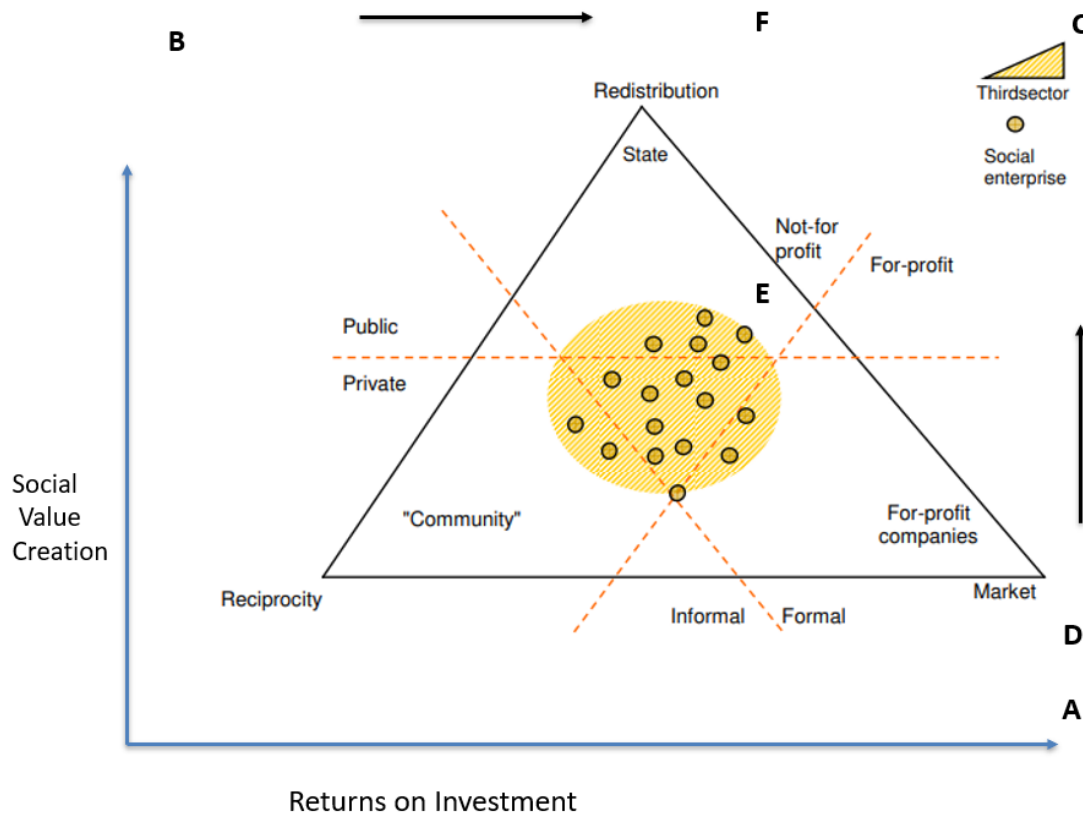 B
F
C
Redistribution
Thirdsector
State
Social
enterprise
Not-for
profit
For-profit
E
Public
Private
Social
Value
Creation
"Community"
For-profit
companies
Reciprocity
Market
Informal
Formal
D
A
Returns on Investment